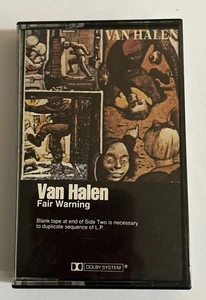 VAN HALEN
Van Halen
Fair Warning
Blank tape at end of Side Two is necessary
to duplicate sequence of L.P.
DOLBY SYSTEM